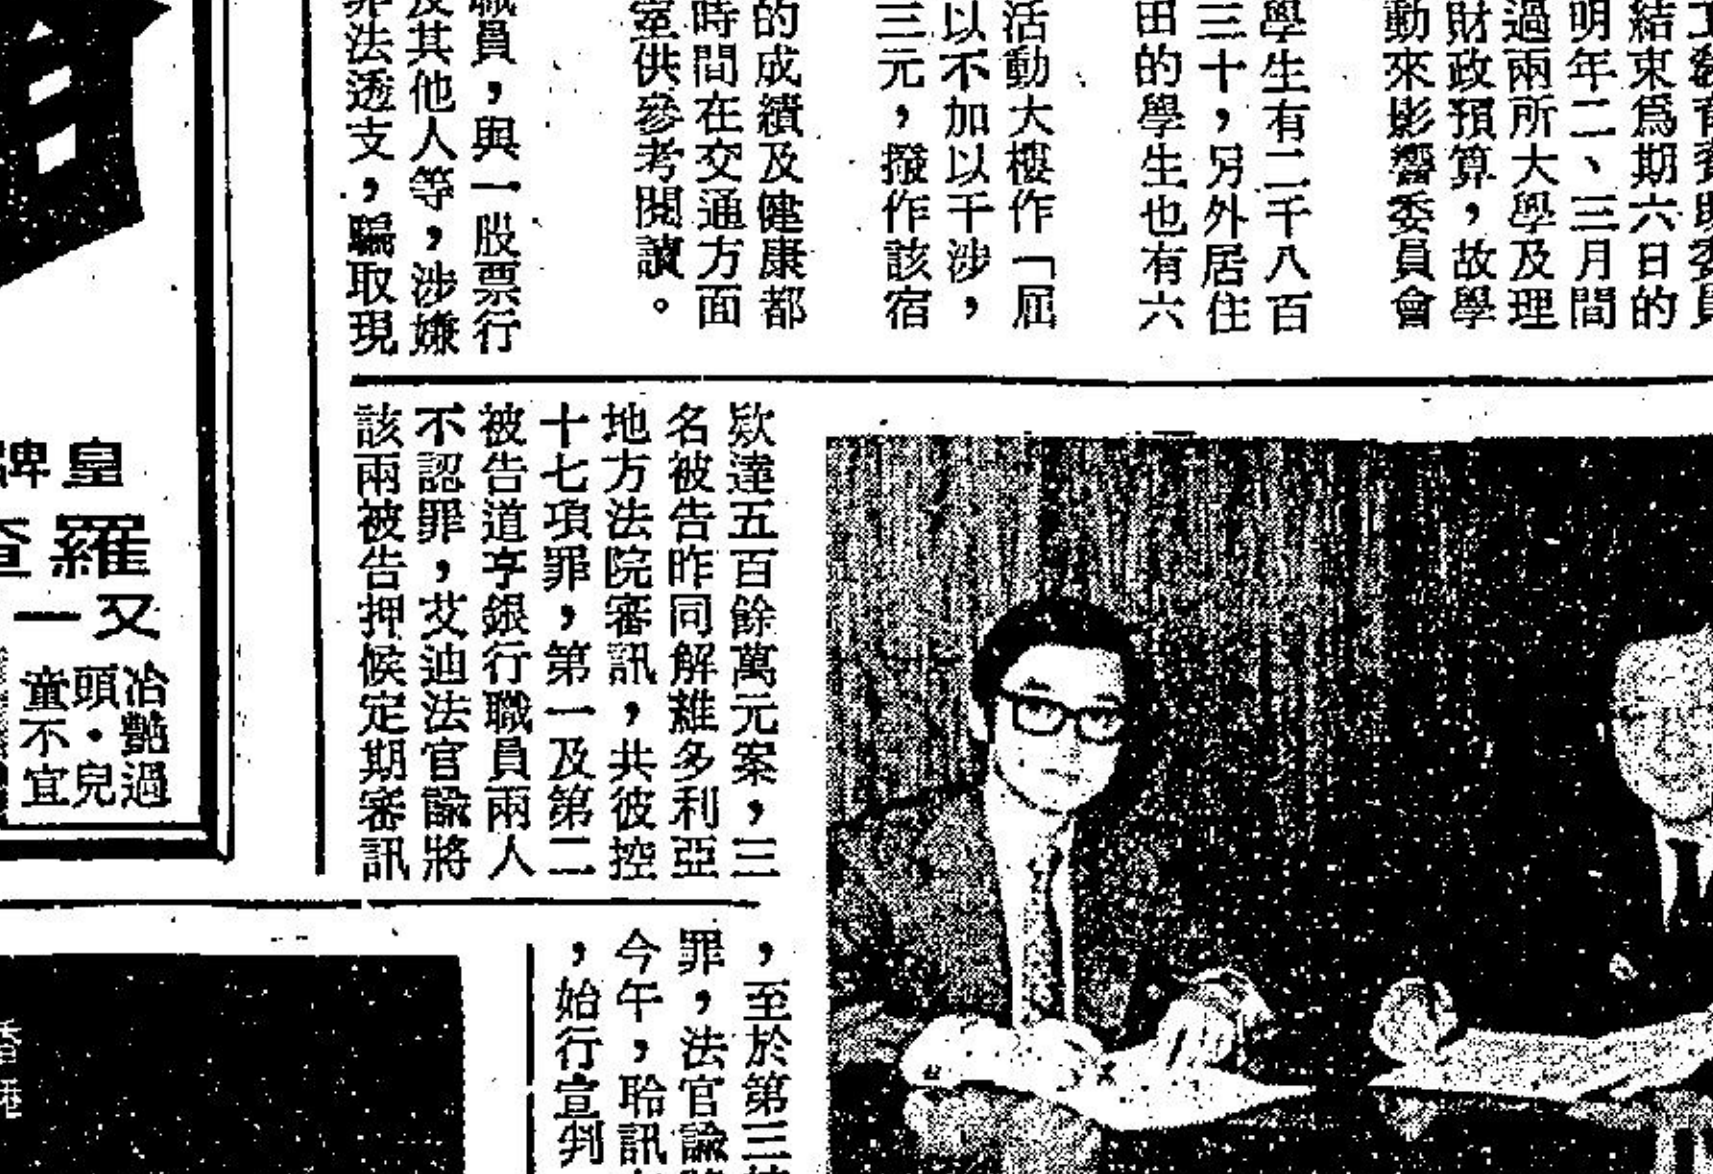 結束為期六日的
明年二、三月間
過兩所大學及理
財政預算，故學
動來影響委員會
學生有二千八百
三十，另外居住
田的學生也有六
活動大樓作「屈
以不加以干涉，
三元，撥作該宿
的成績及健康都
時間在交通方面
室供參考閱讀。
職員，與一股票行
及其他人等，涉嫌
非法透支，騙取現
欵達五百餘萬元案，三
名被告昨同解維多利亞
地方法院審訊，共彼控
十七項罪，第一及第二
被告道亨銀行職員兩人
不認罪，艾迪法官諭將
該兩被告押候定期審訊
，至於第三被
罪，法官諭將
今午，聆訊
，始行宣判
皇牌
羅查
又一
冶艷過
頭・兒
童不宜
香港